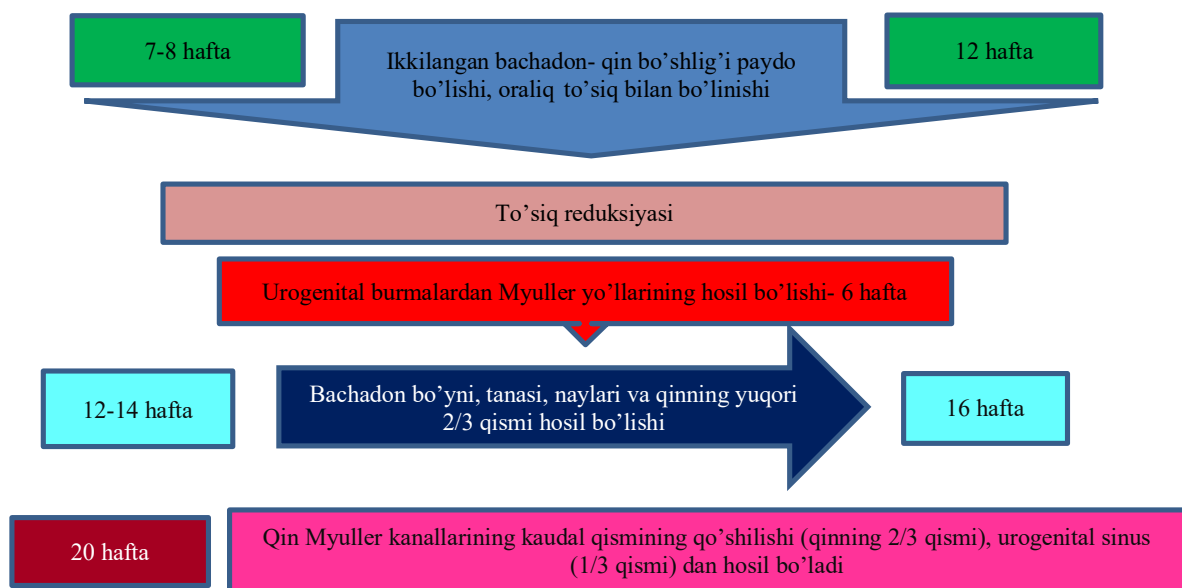 7-8 hafta
Ikkilangan bachadon- qin bo’shlig’i paydo
bo’lishi, oraliq to’siq bilan bo’linishi
12 hafta
To’siq reduksiyasi
Urogenital burmalardan Myuller yo’llarining hosil bo’lishi- 6 hafta
12-14 hafta
Bachadon bo’yni, tanasi, naylari va qinning yuqori
2/3 qismi hosil bo’lishi
16 hafta
20 hafta
Qin Myuller kanallarining kaudal qismining qo’shilishi (qinning 2/3 qismi), urogenital sinus
(1/3 qismi) dan hosil bo’ladi